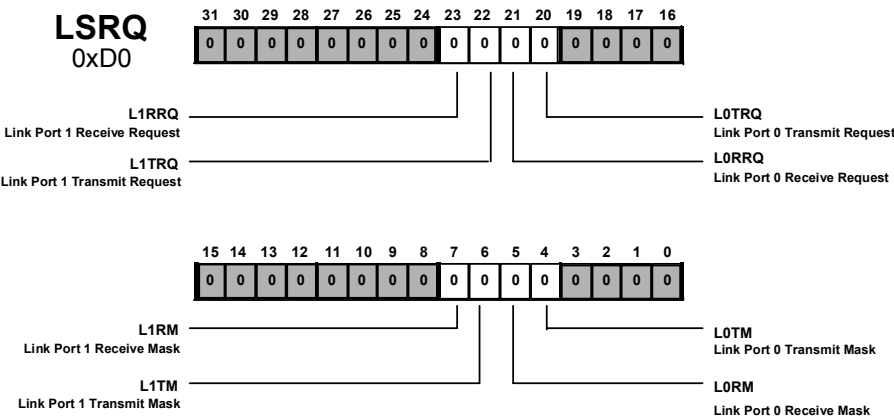 LSRQ
0xD0
31 30 29 28 27 26 25 24 23 22 21 20 19 18 17 16
0 0 0 0 0 0 0 0 0 0 0 0 0 0 0 0
L1RRQ
Link Port 1 Receive Request
L1TRQ
Link Port 1 Transmit Request
L0TRQ
Link Port 0 Transmit Request
L0RRQ
Link Port 0 Receive Request
15 14 13 12 11 10 9 8 7 6 5 4 3 2 1 0
0 0 0 0 0 0 0 0 0 0 0 0 0 0 0 0
L1RM
Link Port 1 Receive Mask
L1TM
Link Port 1 Transmit Mask
L0TM
Link Port 0 Transmit Mask
L0RM
Link Port 0 Receive Mask